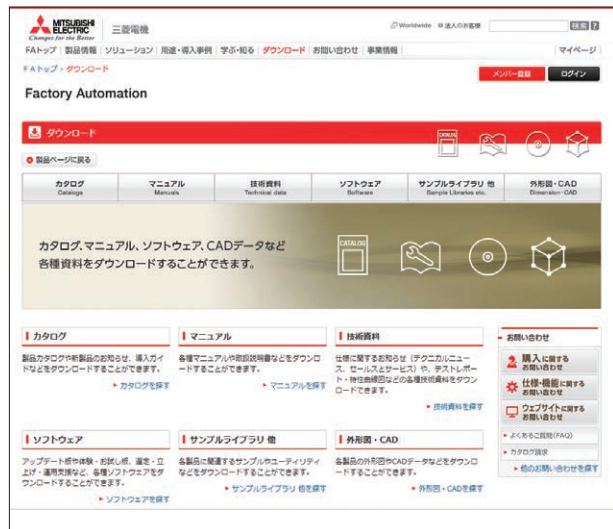 MITSUBISHI
ELECTRIC
Changes for the Better
三菱電機
Worldwide 法人のお客様 検索 ?
FAトップ 製品情報 ソリューション 用途・導入事例 学ぶ・知る ダウンロード お問い合わせ 事業情報 マイページ
FAトップ > ダウンロード
メンバー登録 ログイン
Factory Automation
ダウンロード
製品ページに戻る
カタログ マニュアル 技術資料 ソフトウェア サンプルライブラリ 他 外形図・CAD
Catalogs Manuals Technical data Software Sample Libraries etc. Dimension・CAD
カタログ、マニュアル、ソフトウェア、CADデータなど
各種資料をダウンロードすることができます。
CATALOG
カタログ
製品カタログや新製品のお知らせ、導入ガイ
ドなどをダウンロードすることができます。
カタログを探す
マニュアル
各種マニュアルや取扱説明書などをダウンロ
ードすることができます。
マニュアルを探す
技術資料
仕様に関するお知らせ（テクニカルニュー
ス、セールスとサービス）や、テストレポー
ト・特性曲線図などの各種技術資料をダウン
ロードできます。
技術資料を探す
ソフトウェア
アップデート版や体験・お試し版、選定・立
上げ・運用支援など、各種ソフトウェアをダ
ウンロードすることができます。
ソフトウェアを探す
サンプルライブラリ 他
各製品に関連するサンプルやユーティリティ
などをダウンロードすることができます。
サンプルライブラリ 他を探す
外形図・CAD
各製品の外形図やCADデータなどをダウンロ
ードすることができます。
外形図・CADを探す
お問い合わせ
購入に関する
お問い合わせ
仕様・機能に関する
お問い合わせ
ウェブサイトに関する
お問い合わせ
よくあるご質問(FAQ)
カタログ請求
他のお問い合わせを探す